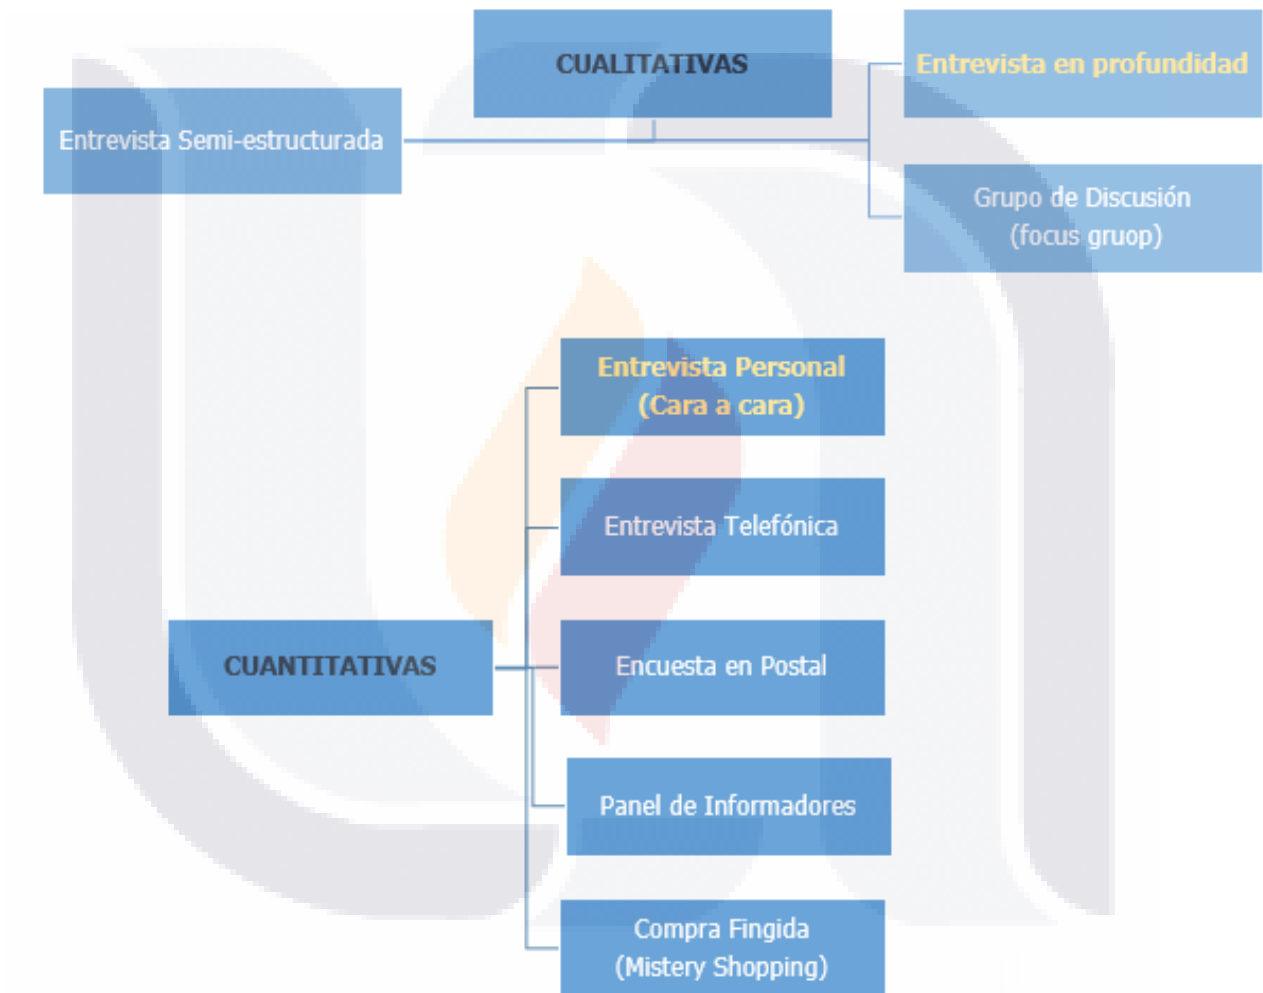 CUALITATIVAS
Entrevista en profundidad
Entrevista Semi-estructurada
Grupo de Discusión
(focus gruop)
Entrevista Personal
(Cara a cara)
Entrevista Telefónica
CUANTITATIVAS
Encuesta en Postal
Panel de Informadores
Compra Fingida
(Mistery Shopping)